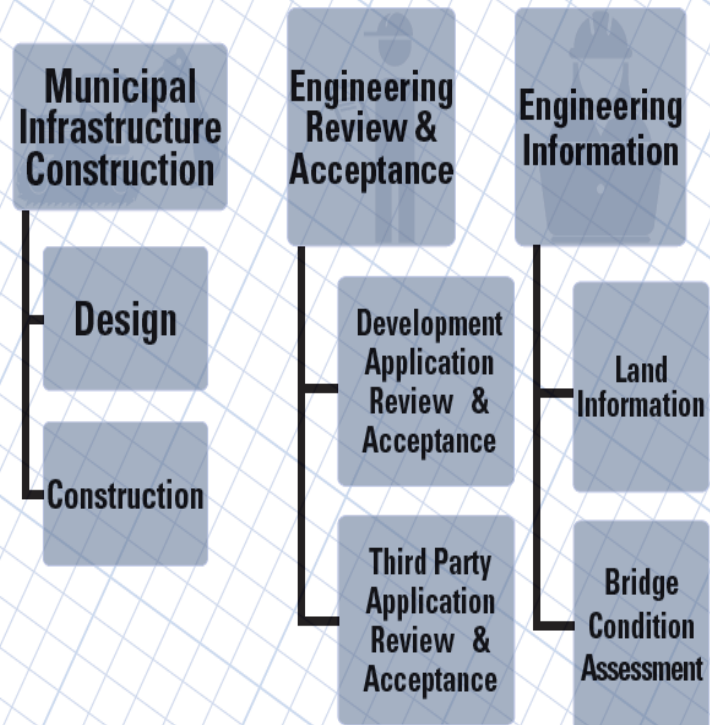 Municipal
Infrastructure
Construction
Design
Construction
Engineering
Review &
Acceptance
Development
Application
Review &
Acceptance
Third Party
Application
Review &
Acceptance
Engineering
Information
Land
Information
Bridge
Condition
Assessment